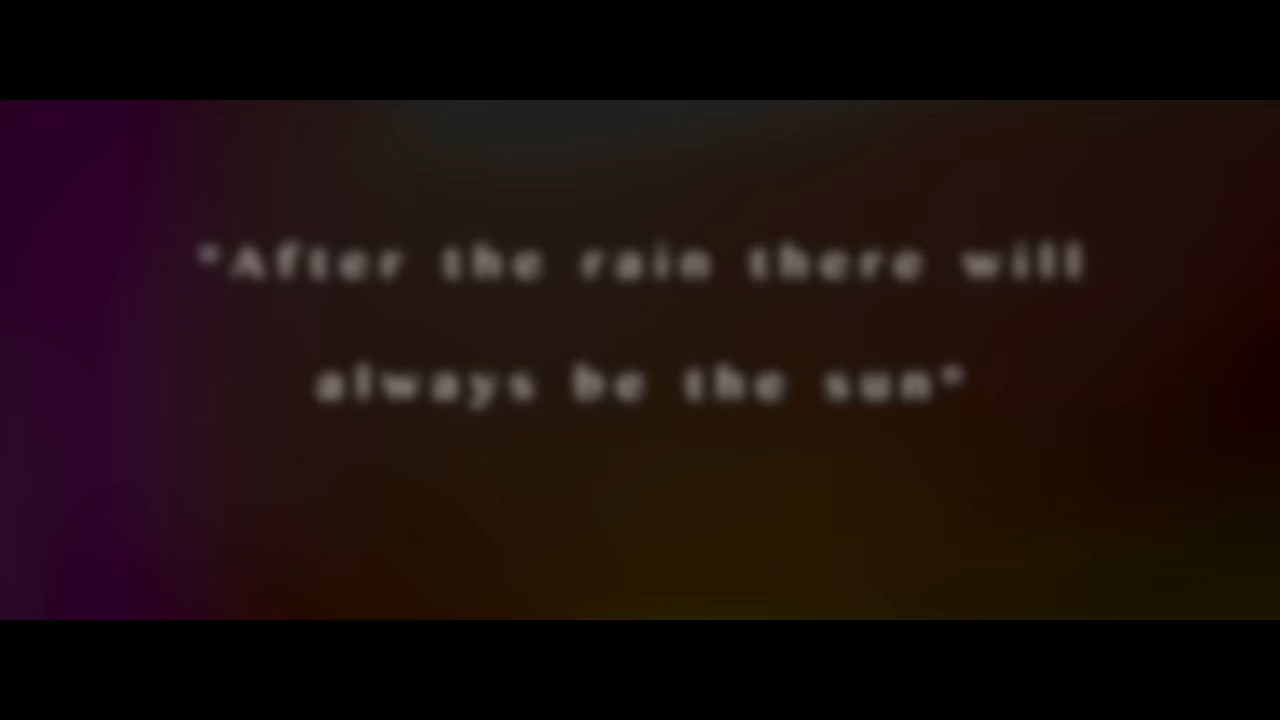 "After the rain there will
always be the sun"